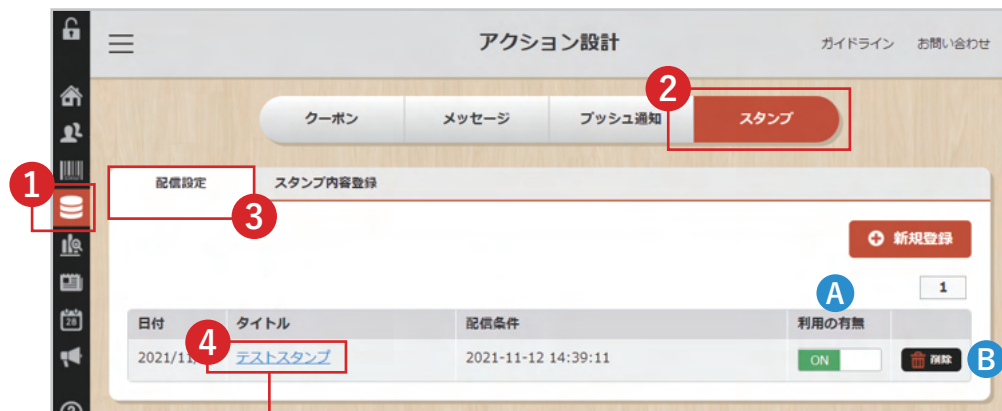 アクション設計 ガイドライン お問い合わせ
2
クーポン メッセージ プッシュ通知 スタンプ
1
配信設定 スタンプ内容登録
3
新規登録
A 1
日付 タイトル 配信条件 利用の有無
4
2021/11/ テストスタンプ 2021-11-12 14:39:11 ON 削除 B
28